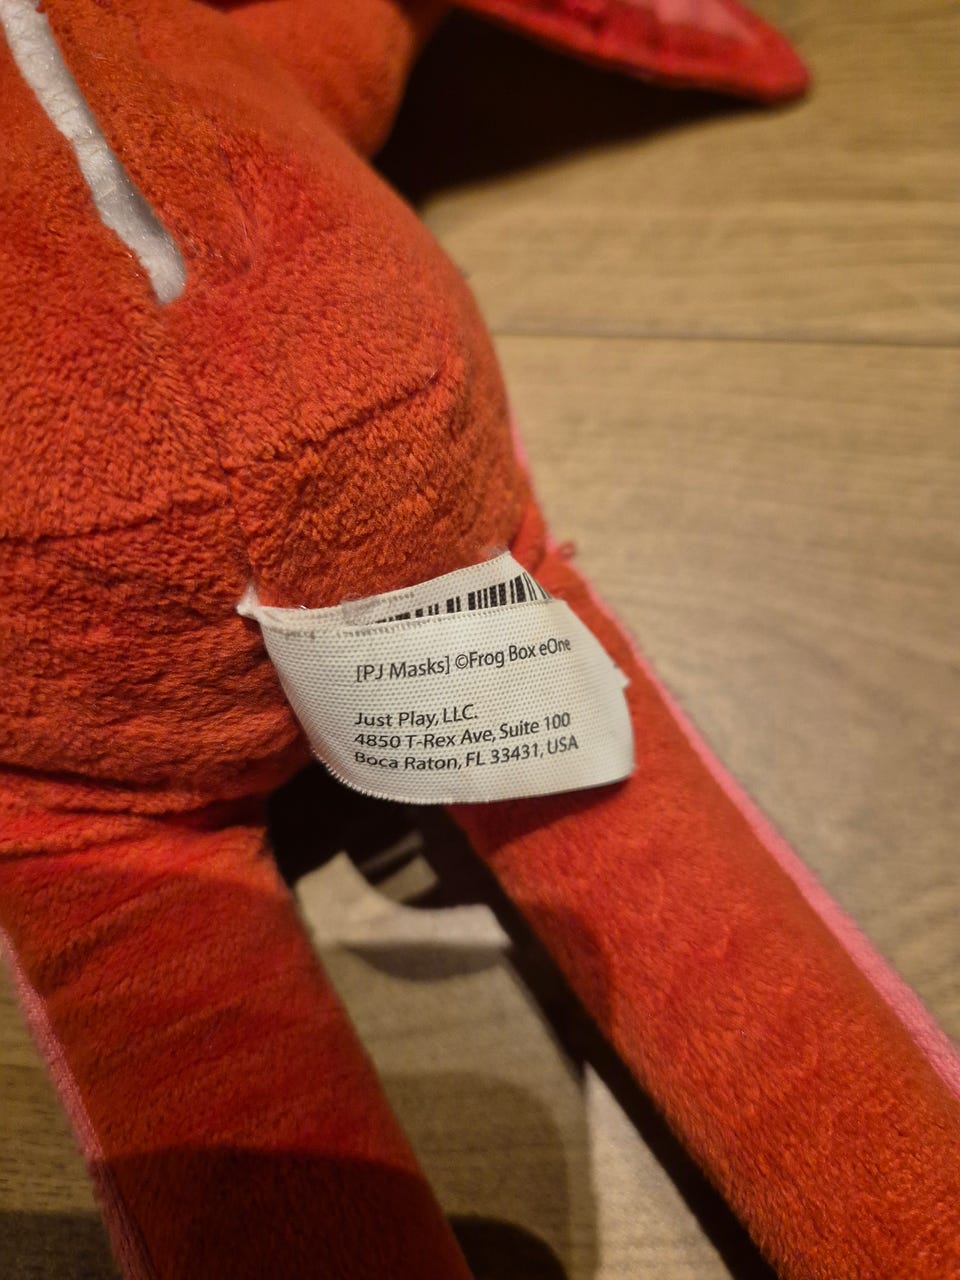 [PJ Masks] ©Frog Box eOne
Just Play, LLC.
4850 T-Rex Ave, Suite 100
Boca Raton, FL 33431, USA